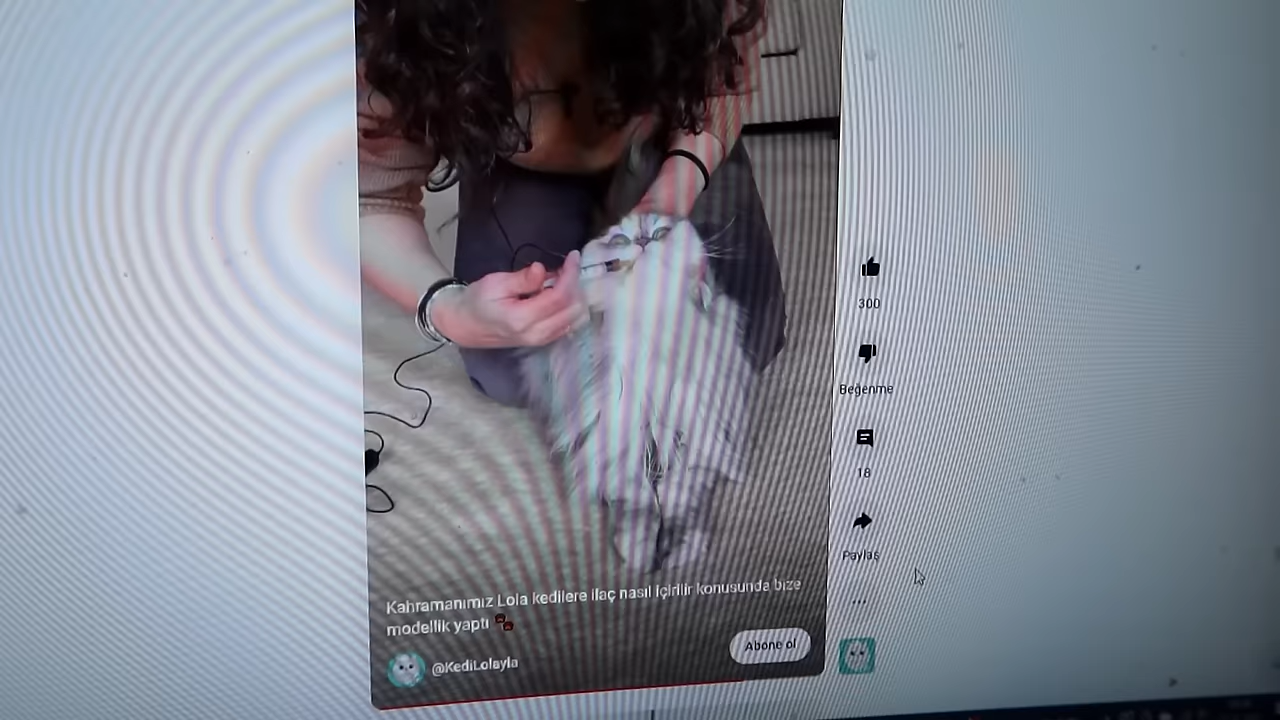 300
Beğenme
18
Paylaş
Kahramanımız Lola kedilere ilaç nasıl içirilir konusunda bize
modellik yaptı
@KediLolayla
Abone ol